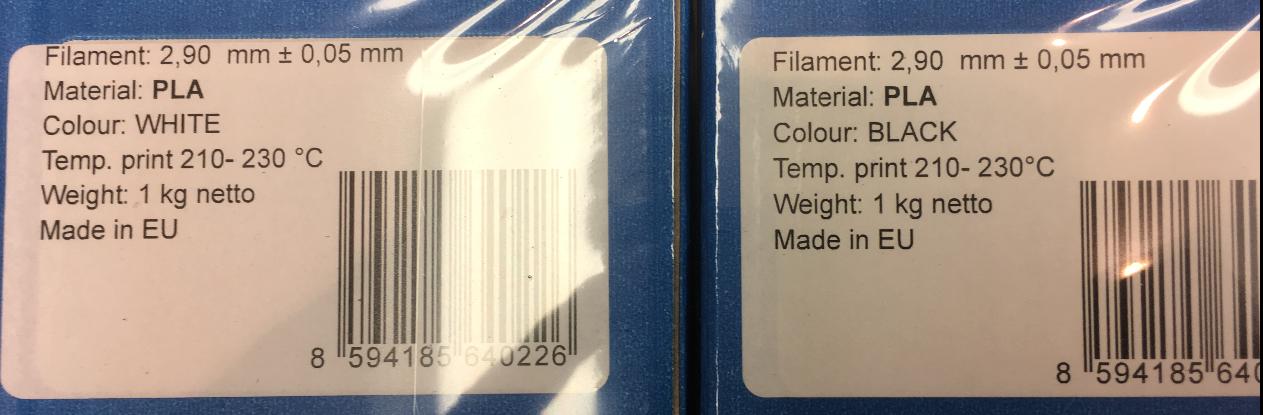 Filament: 2,90 mm ± 0,05 mm
Material: PLA
Colour: WHITE
Temp. print 210- 230 °C
Weight: 1 kg netto
Made in EU
8 594185 640226
Filament: 2,90 mm ± 0,05 mm
Material: PLA
Colour: BLACK
Temp. print 210- 230°C
Weight: 1 kg netto
Made in EU
8 594185 640